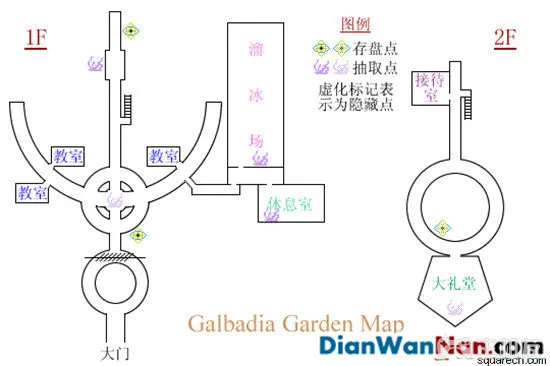 1F
图例
存盘点
抽取点
虚化标记表
示为隐藏点
2F
溜
冰
场
接待
室
教室
教室
教室
休息室
大礼堂
Galbadia Garden Map
大门
DianWanNan.com
squarecn.com